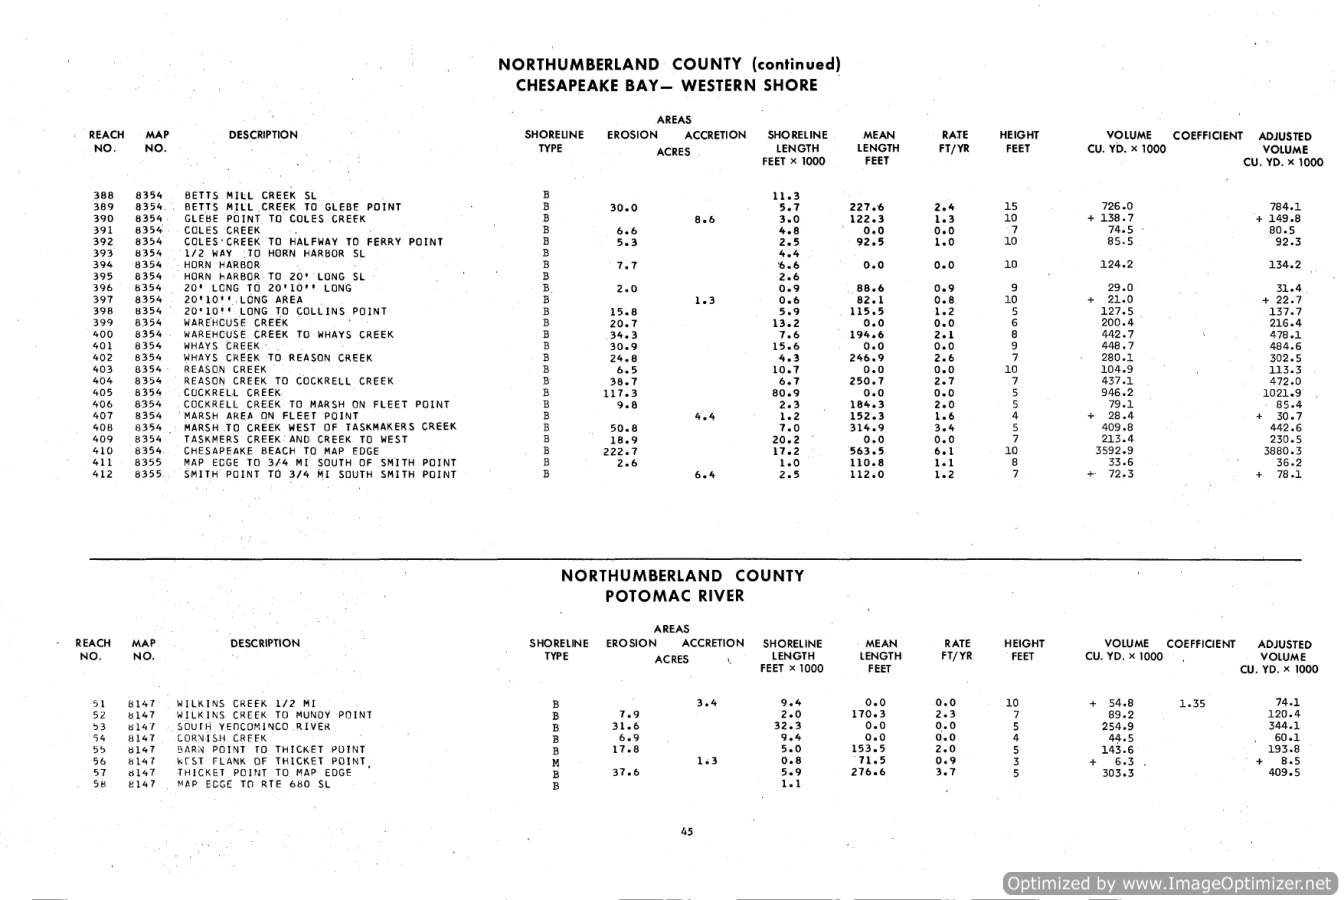 NORTHUMBERLAND COUNTY (continued)
CHESAPEAKE BAY— WESTERN SHORE
AREAS
REACH MAP DESCRIPTION SHORELINE EROSION ACCRETION SHORELINE MEAN RATE HEIGHT VOLUME COEFFICIENT ADJUSTED
NO. NO. TYPE ACRES LENGTH LENGTH FT/YR FEET CU. YD. × 1000 VOLUME
FEET × 1000 FEET CU. YD. × 1000
388 8354 BETTS MILL CREEK SL B 11.3
389 8354 BETTS MILL CREEK TO GLEBE POINT B 30.0 5.7 227.6 2.4 15 726.0 784.1
390 8354 GLEBE POINT TO COLES CREEK B 8.6 3.0 122.3 1.3 10 + 138.7 + 149.8
391 8354 COLES CREEK B 6.6 4.8 0.0 0.0 7 74.5 80.5
392 8354 COLES CREEK TO HALFWAY TO FERRY POINT B 5.3 2.5 92.5 1.0 10 85.5 92.3
393 8354 1/2 WAY TO HORN HARBOR SL B 4.4
394 8354 HORN HARBOR B 7.7 6.6 0.0 0.0 10 124.2 134.2
395 8354 HORN HARBOR TO 20' LONG SL B 2.6
396 8354 20' LONG TO 20'10'' LONG B 2.0 0.9 88.6 0.9 9 29.0 31.4
397 8354 20'10'' LONG AREA B 1.3 0.6 82.1 0.8 10 + 21.0 + 22.7
398 8354 20'10'' LONG TO COLLINS POINT B 15.8 5.9 115.5 1.2 5 127.5 137.7
399 8354 WAREHOUSE CREEK B 20.7 13.2 0.0 0.0 6 200.4 216.4
400 8354 WAREHOUSE CREEK TO WHAYS CREEK B 34.3 7.6 194.6 2.1 8 442.7 478.1
401 8354 WHAYS CREEK B 30.9 15.6 0.0 0.0 9 448.7 484.6
402 8354 WHAYS CREEK TO REASON CREEK B 24.8 4.3 246.9 2.6 7 280.1 302.5
403 8354 REASON CREEK B 6.5 10.7 0.0 0.0 10 104.9 113.3
404 8354 REASON CREEK TO COCKRELL CREEK B 38.7 6.7 250.7 2.7 7 437.1 472.0
405 8354 COCKRELL CREEK B 117.3 80.9 0.0 0.0 5 946.2 1021.9
406 8354 COCKRELL CREEK TO MARSH ON FLEET POINT B 9.8 2.3 184.3 2.0 5 79.1 85.4
407 8354 MARSH AREA ON FLEET POINT B 4.4 1.2 152.3 1.6 4 + 28.4 + 30.7
408 8354 MARSH TO CREEK WEST OF TASKMAKERS CREEK B 50.8 7.0 314.9 3.4 5 409.8 442.6
409 8354 TASKMERS CREEK AND CREEK TO WEST B 18.9 20.2 0.0 0.0 7 213.4 230.5
410 8354 CHESAPEAKE BEACH TO MAP EDGE B 222.7 17.2 563.5 6.1 10 3592.9 3880.3
411 8355 MAP EDGE TO 3/4 MI SOUTH OF SMITH POINT B 2.6 1.0 110.8 1.1 8 33.6 36.2
412 8355 SMITH POINT TO 3/4 MI SOUTH SMITH POINT B 6.4 2.5 112.0 1.2 7 + 72.3 + 78.1
NORTHUMBERLAND COUNTY
POTOMAC RIVER
AREAS
REACH MAP DESCRIPTION SHORELINE EROSION ACCRETION SHORELINE MEAN RATE HEIGHT VOLUME COEFFICIENT ADJUSTED
NO. NO. TYPE ACRES LENGTH LENGTH FT/YR FEET CU. YD. × 1000 VOLUME
FEET × 1000 FEET CU. YD. × 1000
51 8147 WILKINS CREEK 1/2 MI B 3.4 9.4 0.0 0.0 10 + 54.8 1.35 74.1
52 8147 WILKINS CREEK TO MUNDY POINT B 7.9 2.0 170.3 2.3 7 89.2 120.4
53 8147 SOUTH YEOCOMINCO RIVER B 31.6 32.3 0.0 0.0 5 254.9 344.1
54 8147 CORNISH CREEK B 6.9 9.4 0.0 0.0 4 44.5 60.1
55 8147 BARN POINT TO THICKET POINT B 17.8 5.0 153.5 2.0 5 143.6 193.8
56 8147 WEST FLANK OF THICKET POINT M 1.3 0.8 71.5 0.9 3 + 6.3 + 8.5
57 8147 THICKET POINT TO MAP EDGE B 37.6 5.9 276.6 3.7 5 303.3 409.5
58 8147 MAP EDGE TO RTE 680 SL B 1.1
45
Optimized by www.ImageOptimizer.net